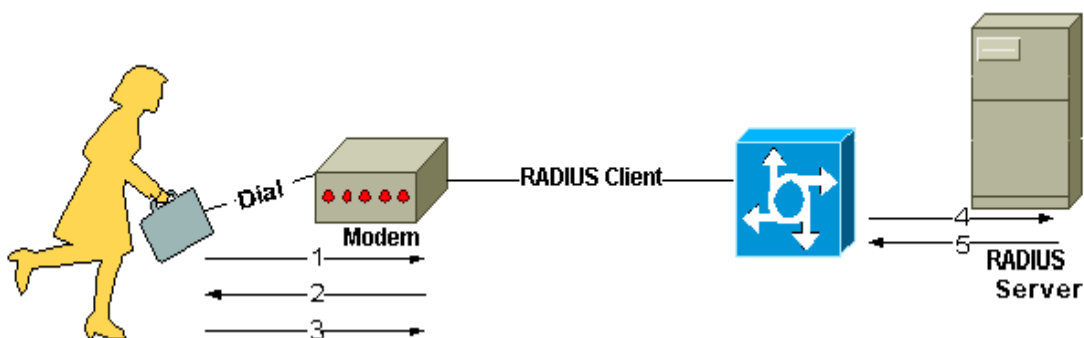 Dial
Modem
RADIUS Client
1
2
3
4
5
RADIUS
Server